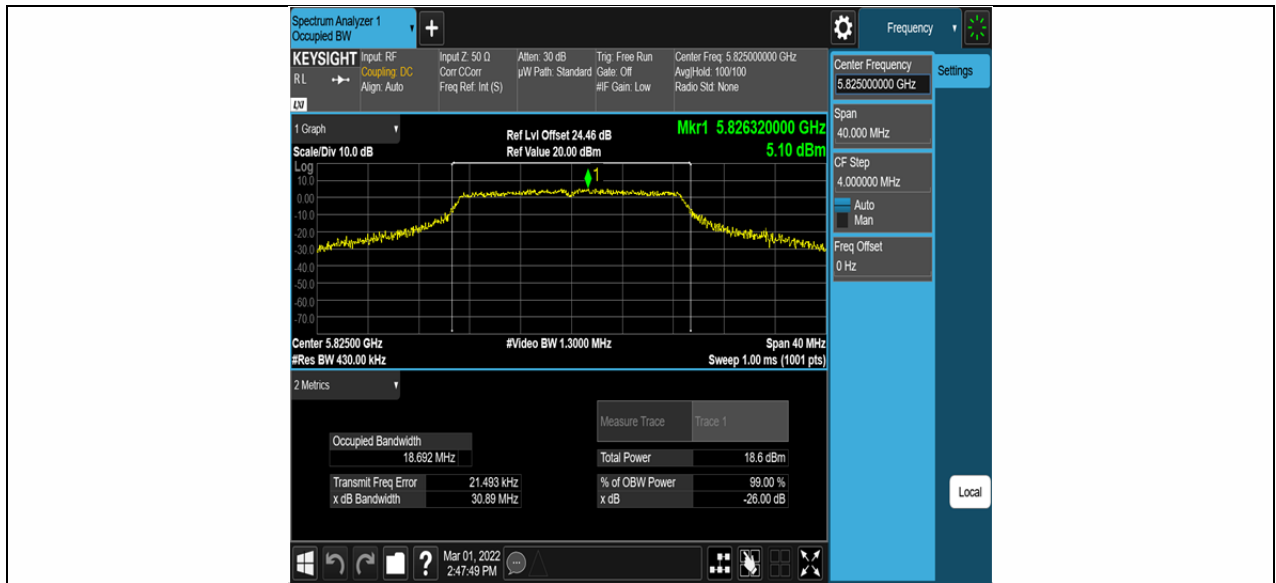 Spectrum Analyzer 1
Occupied BW
+
Frequency
KEYSIGHT
RL
LXI
Input: RF
Coupling: DC
Align: Auto
Input Z: 50 Ω
Corr CCorr
Freq Ref: Int (S)
Atten: 30 dB
µW Path: Standard
Trig: Free Run
Gate: Off
#IF Gain: Low
Center Freq: 5.825000000 GHz
Avg|Hold: 100/100
Radio Std: None
Center Frequency
5.825000000 GHz
Settings
Span
40.000 MHz
CF Step
4.000000 MHz
Auto
Man
Freq Offset
0 Hz
Local
1 Graph
Ref Lvl Offset 24.46 dB
Mkr1 5.826320000 GHz
Scale/Div 10.0 dB
Ref Value 20.00 dBm
5.10 dBm
Log
1
10.0
0.00
-10.0
-20.0
-30.0
-40.0
-50.0
-60.0
-70.0
Center 5.82500 GHz
#Video BW 1.3000 MHz
Span 40 MHz
#Res BW 430.00 kHz
Sweep 1.00 ms (1001 pts)
2 Metrics
Measure Trace
Trace 1
Occupied Bandwidth
18.692 MHz
Total Power
18.6 dBm
Transmit Freq Error
21.493 kHz
% of OBW Power
99.00 %
x dB Bandwidth
30.89 MHz
x dB
-26.00 dB
?
Mar 01, 2022
2:47:49 PM